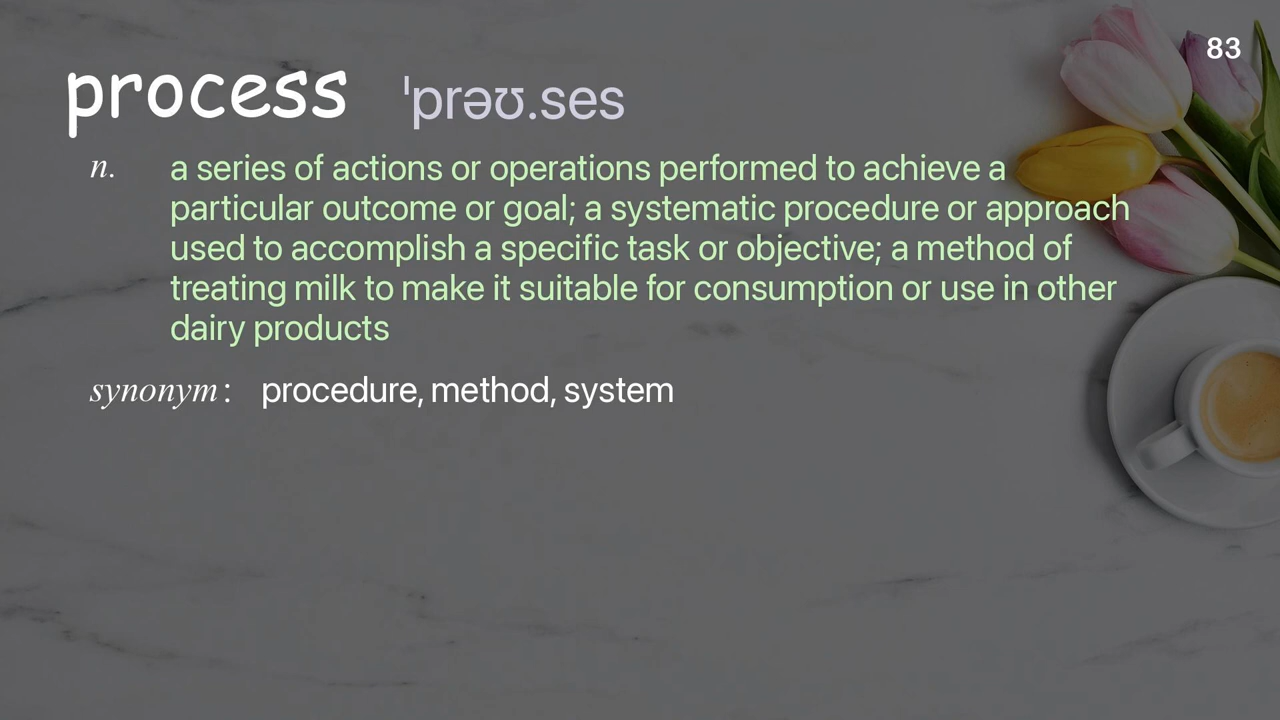 83
process ˈprəʊ.ses
n. a series of actions or operations performed to achieve a
particular outcome or goal; a systematic procedure or approach
used to accomplish a specific task or objective; a method of
treating milk to make it suitable for consumption or use in other
dairy products
synonym: procedure, method, system